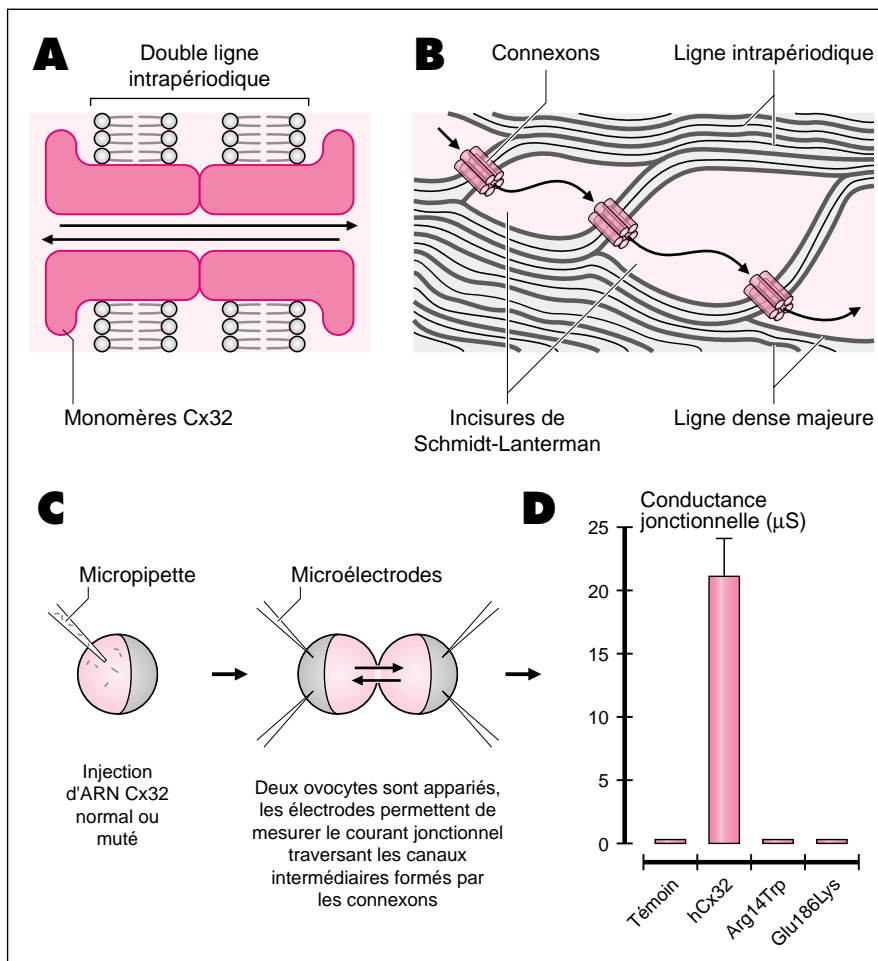 A
Double ligne
intrapériodique
Monomères Cx32
B
Connexons
Ligne intrapériodique
Incisures de
Schmidt-Lanterman
Ligne dense majeure
C
Micropipette
Microélectrodes
Injection
d'ARN Cx32
normal ou
muté
Deux ovocytes sont appariés,
les électrodes permettent de
mesurer le courant jonctionnel
traversant les canaux
intermédiaires formés par
les connexons
D
Conductance
jonctionnelle (µS)
25
20
15
10
5
0
Témoin
hCx32
Arg14Trp
Glu186Lys